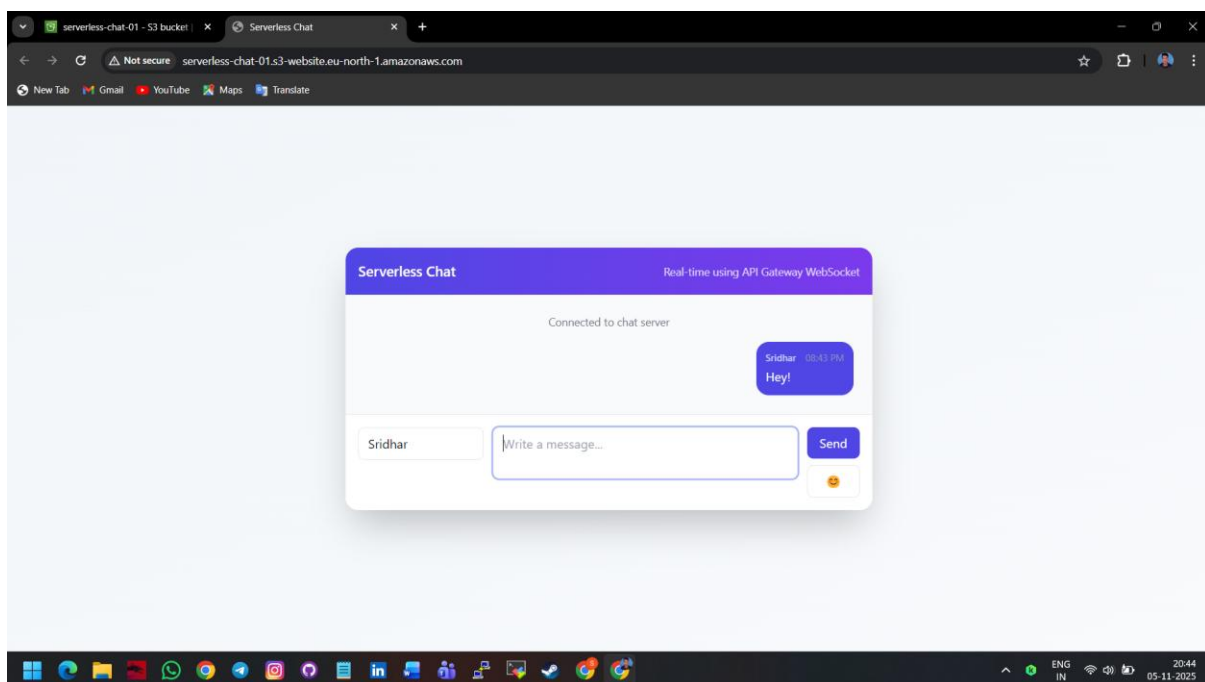 serverless-chat-01 - S3 bucket |
Serverless Chat
Not secure serverless-chat-01.s3-website.eu-north-1.amazonaws.com
New Tab Gmail YouTube Maps Translate
Serverless Chat Real-time using API Gateway WebSocket
Connected to chat server
Sridhar 08:43 PM
Hey!
Sridhar Write a message... Send
ENG 20:44
IN 05-11-2025